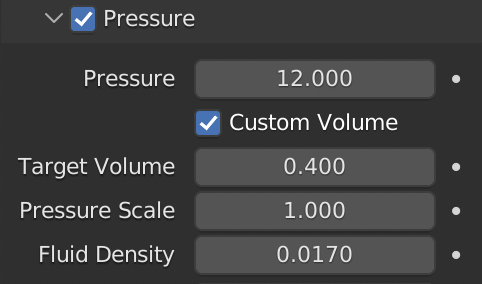 Pressure
Pressure 12.000
Custom Volume
Target Volume 0.400
Pressure Scale 1.000
Fluid Density 0.0170